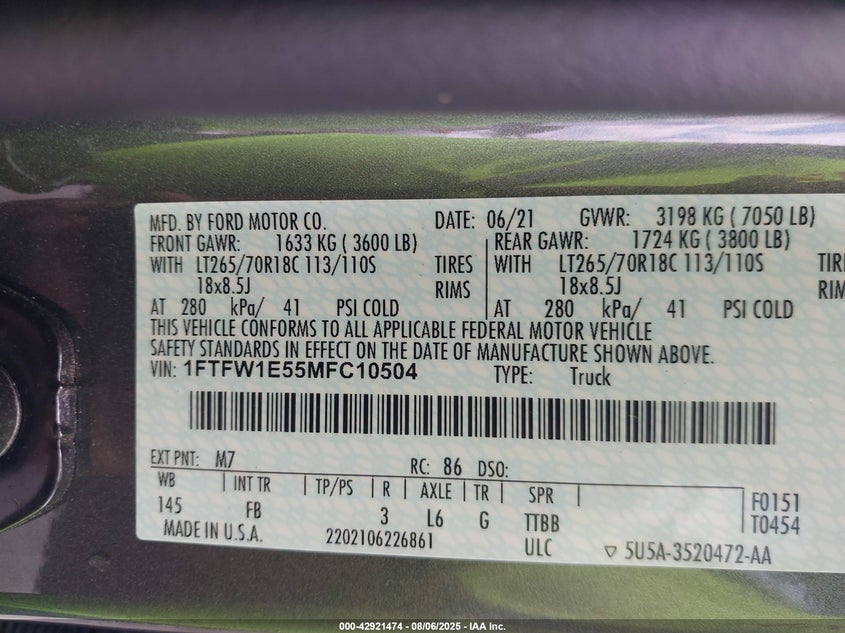 MFD. BY FORD MOTOR CO. DATE: 06/21 GVWR: 3198 KG ( 7050 LB)
FRONT GAWR: 1633 KG ( 3600 LB) REAR GAWR: 1724 KG ( 3800 LB)
WITH LT265/70R18C 113/110S TIRES WITH LT265/70R18C 113/110S TIRE
18x8.5J RIMS 18x8.5J RIM
AT 280 kPa/ 41 PSI COLD AT 280 kPa/ 41 PSI COLD
THIS VEHICLE CONFORMS TO ALL APPLICABLE FEDERAL MOTOR VEHICLE
SAFETY STANDARDS IN EFFECT ON THE DATE OF MANUFACTURE SHOWN ABOVE.
VIN: 1FTFW1E55MFC10504 TYPE: Truck
EXT PNT: M7 RC: 86 DSO:
WB INT TR TP/PS R AXLE TR SPR F0151
145 FB 3 L6 G TTBB T0454
MADE IN U.S.A. 2202106226861 ULC ▽ 5U5A-3520472-AA
000-42921474 - 08/06/2025 - IAA Inc.